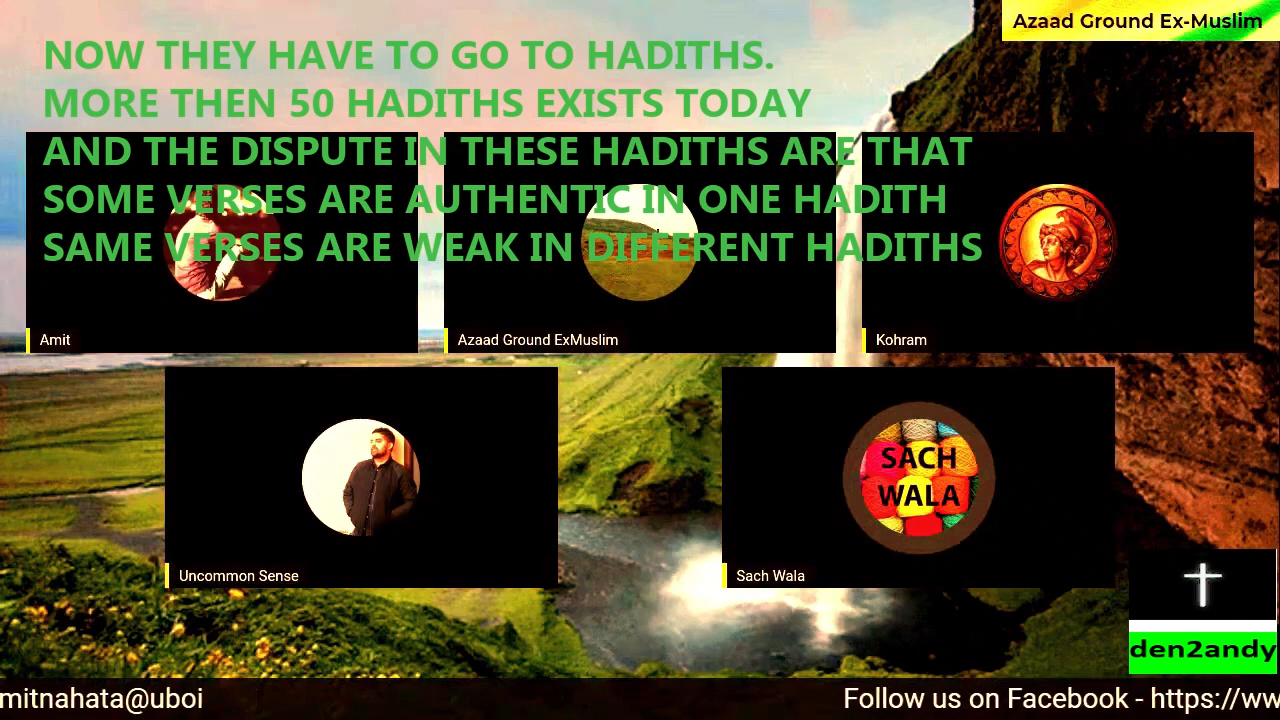 Azaad Ground Ex-Muslim
NOW THEY HAVE TO GO TO HADITHS.
MORE THEN 50 HADITHS EXISTS TODAY
AND THE DISPUTE IN THESE HADITHS ARE THAT
SOME VERSES ARE AUTHENTIC IN ONE HADITH
SAME VERSES ARE WEAK IN DIFFERENT HADITHS
Amit
Azaad Ground ExMuslim
Kohram
SACH
WALA
Uncommon Sense
Sach Wala
den2andy
mitnahata@uboi
Follow us on Facebook - https://ww